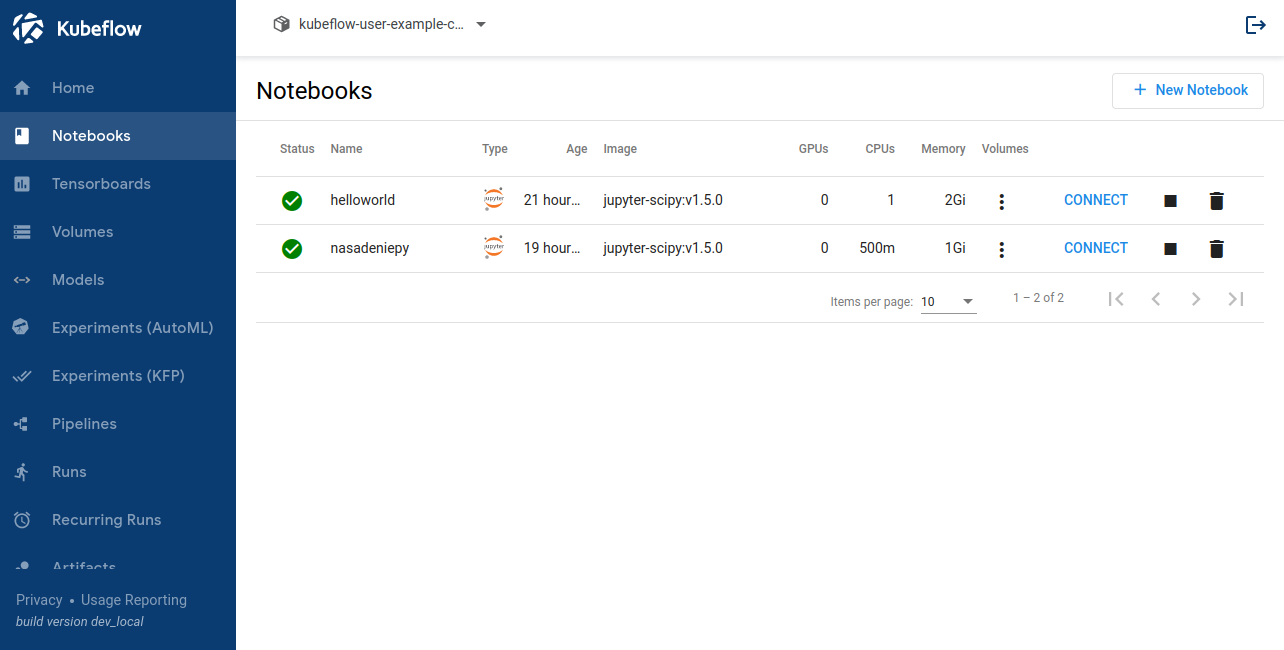 Kubeflow
kubeflow-user-example-c...
Home
Notebooks
Tensorboards
Volumes
Models
Experiments (AutoML)
Experiments (KFP)
Pipelines
Runs
Recurring Runs
Artifacts
Privacy • Usage Reporting
build version dev_local
Notebooks
+ New Notebook
Status Name Type Age Image GPUs CPUs Memory Volumes
helloworld jupyter 21 hour... jupyter-scipy:v1.5.0 0 1 2Gi CONNECT
nasadeniepy jupyter 19 hour... jupyter-scipy:v1.5.0 0 500m 1Gi CONNECT
Items per page: 10 1 – 2 of 2